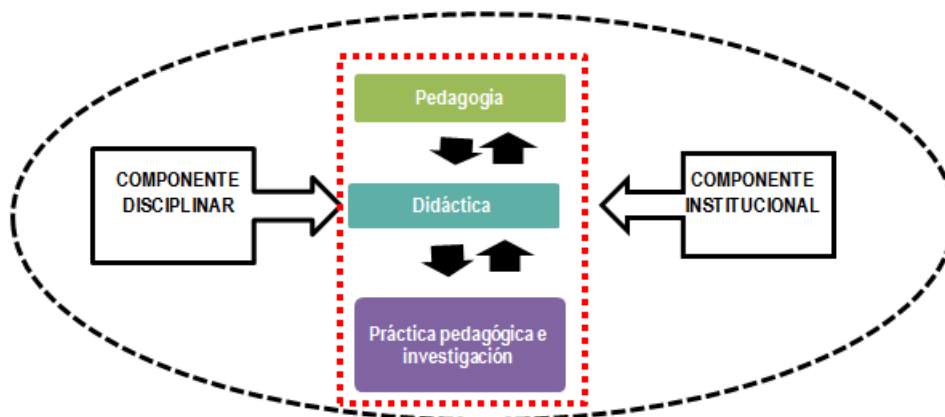 Pedagogia
COMPONENTE
DISCIPLINAR
Didáctica
COMPONENTE
INSTITUCIONAL
Práctica pedagógica e
investigación